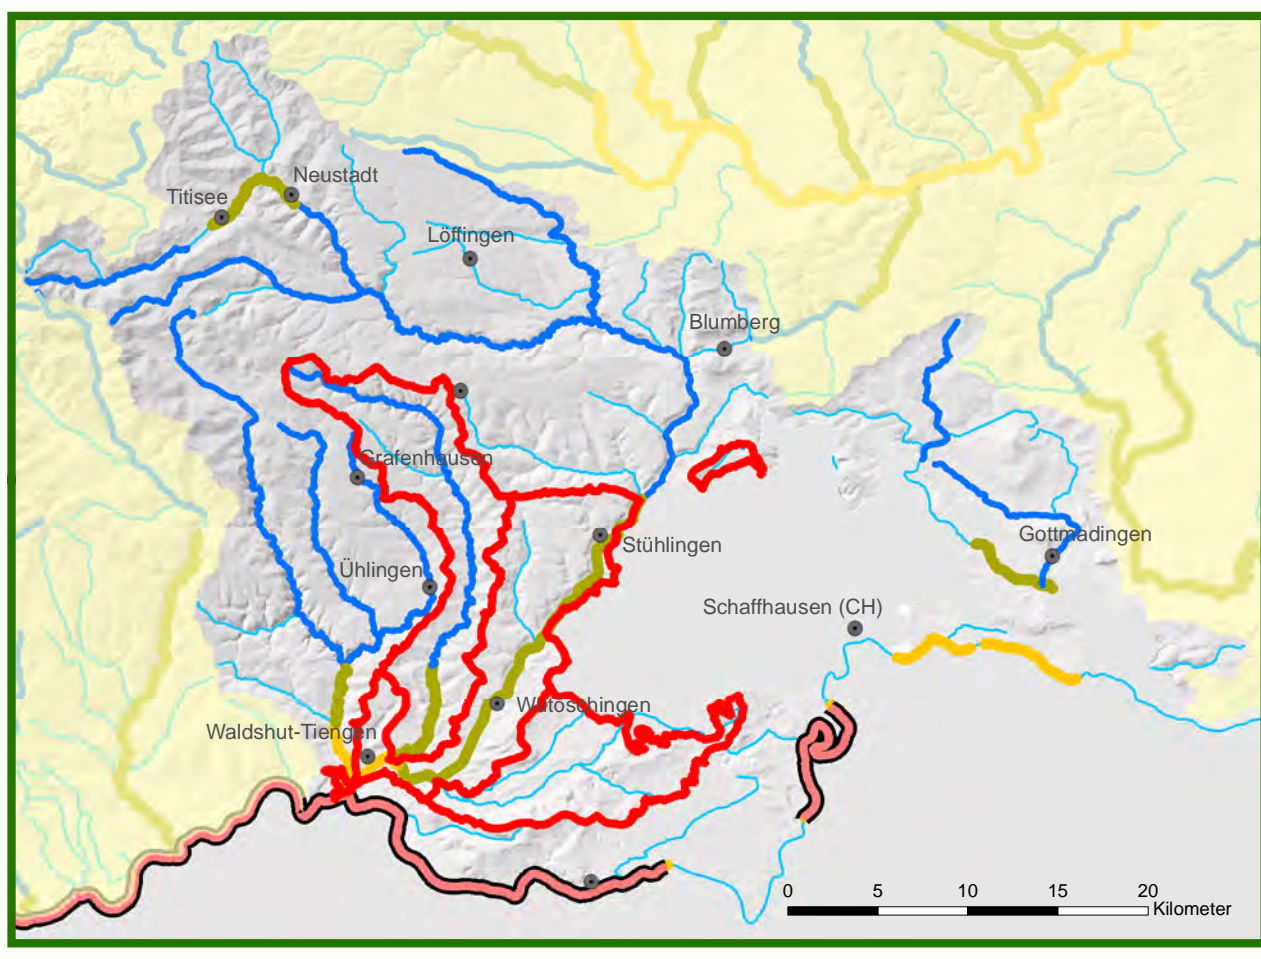 Neustadt
Titisee
Löffingen
Blumberg
Grafenhausen
Gottmadingen
Stühlingen
Ühlingen
Schaffhausen (CH)
Wutöschingen
Waldshut-Tiengen
0 5 10 15 20
Kilometer